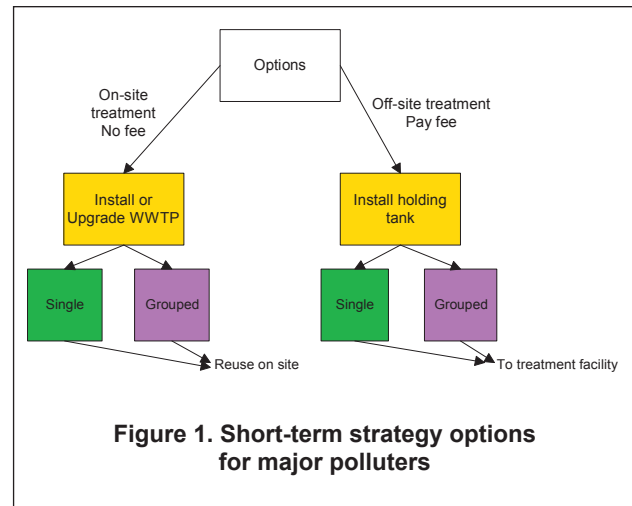 Options
On-site
treatment
No fee
Off-site treatment
Pay fee
Install or
Upgrade WWTP
Install holding
tank
Single
Grouped
Single
Grouped
Reuse on site
To treatment facility
Figure 1. Short-term strategy options
for major polluters